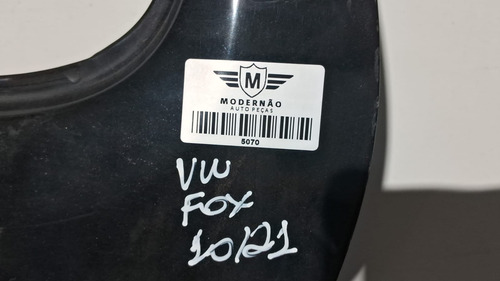 M
MODERNÃO
AUTO PEÇAS
5070
VW
FOX
10/21